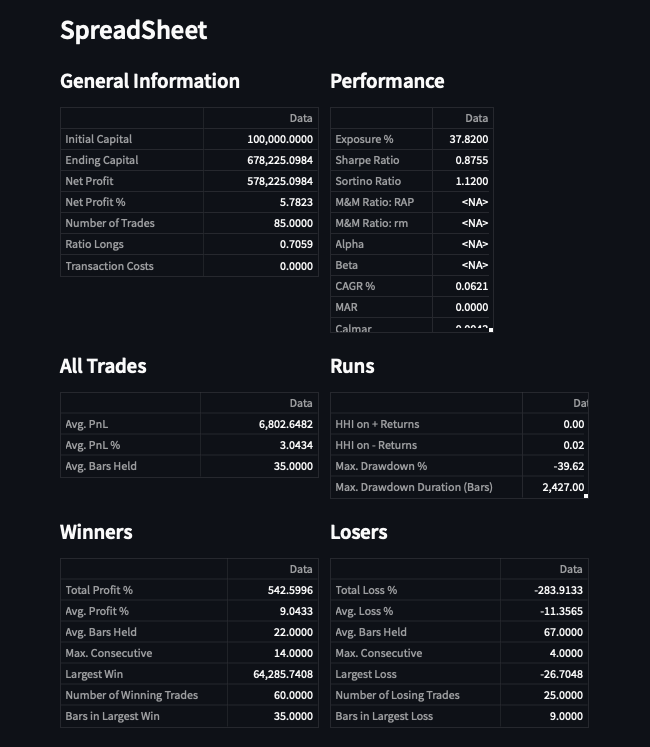 SpreadSheet
General Information
Data
Initial Capital 100,000.0000
Ending Capital 678,225.0984
Net Profit 578,225.0984
Net Profit % 5.7823
Number of Trades 85.0000
Ratio Longs 0.7059
Transaction Costs 0.0000
Performance
Data
Exposure % 37.8200
Sharpe Ratio 0.8755
Sortino Ratio 1.1200
M&M Ratio: RAP <NA>
M&M Ratio: rm <NA>
Alpha <NA>
Beta <NA>
CAGR % 0.0621
MAR 0.0000
Calmar
All Trades
Data
Avg. PnL 6,802.6482
Avg. PnL % 3.0434
Avg. Bars Held 35.0000
Runs
Dat
HHI on + Returns 0.00
HHI on - Returns 0.02
Max. Drawdown % -39.62
Max. Drawdown Duration (Bars) 2,427.00
Winners
Data
Total Profit % 542.5996
Avg. Profit % 9.0433
Avg. Bars Held 22.0000
Max. Consecutive 14.0000
Largest Win 64,285.7408
Number of Winning Trades 60.0000
Bars in Largest Win 35.0000
Losers
Data
Total Loss % -283.9133
Avg. Loss % -11.3565
Avg. Bars Held 67.0000
Max. Consecutive 4.0000
Largest Loss -26.7048
Number of Losing Trades 25.0000
Bars in Largest Loss 9.0000